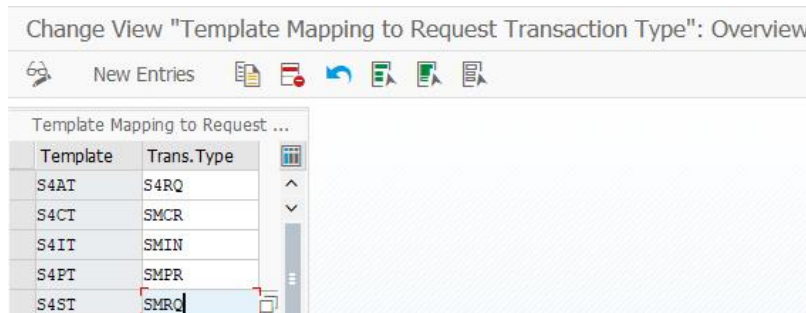 Change View "Template Mapping to Request Transaction Type": Overview
New Entries
Template Mapping to Request ...
Template Trans.Type
S4AT S4RQ
S4CT SMCR
S4IT SMIN
S4PT SMPR
S4ST SMRQ